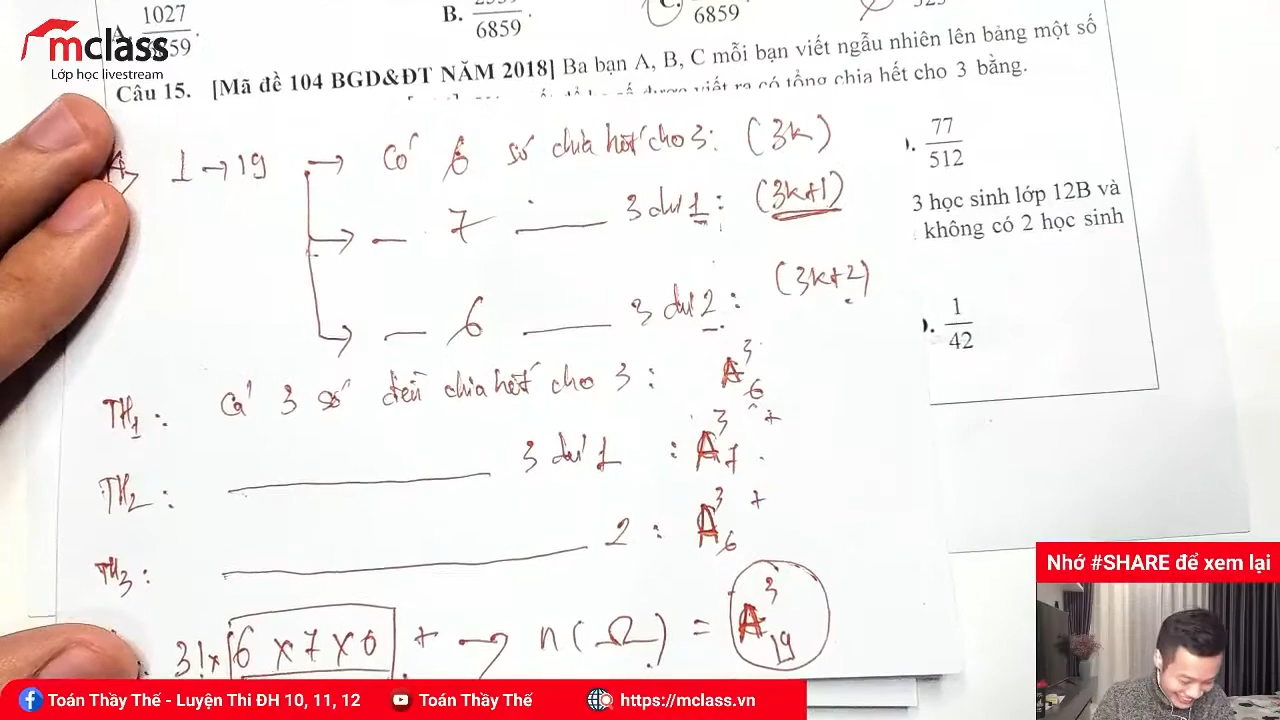 A. 1027/6859.
B. 6859.
C. 6859
mclass
Lớp học livestream
Câu 15. [Mã đề 104 BGD&ĐT NĂM 2018] Ba bạn A, B, C mỗi bạn viết ngẫu nhiên lên bảng một số
viết ra có tổng chia hết cho 3 bằng.
1 → 19 → Có 6 số chia hết cho 3: (3k)
→ — 7 — 3 dư 1 : (3k+1)
→ — 6 — 3 dư 2 : (3k+2)
). 77/512
3 học sinh lớp 12B và
không có 2 học sinh
). 1/42
TH1 : Cả 3 số đều chia hết cho 3 : A³₆
+
TH2 : — 3 dư 1 : A³₇
+
TH3 : — 2 : A³₆
3! x 6 x 7 x 6 + → n(Ω) = A³₁₉
Nhớ #SHARE để xem lại
Toán Thầy Thế - Luyện Thi ĐH 10, 11, 12
Toán Thầy Thế
https://mclass.vn